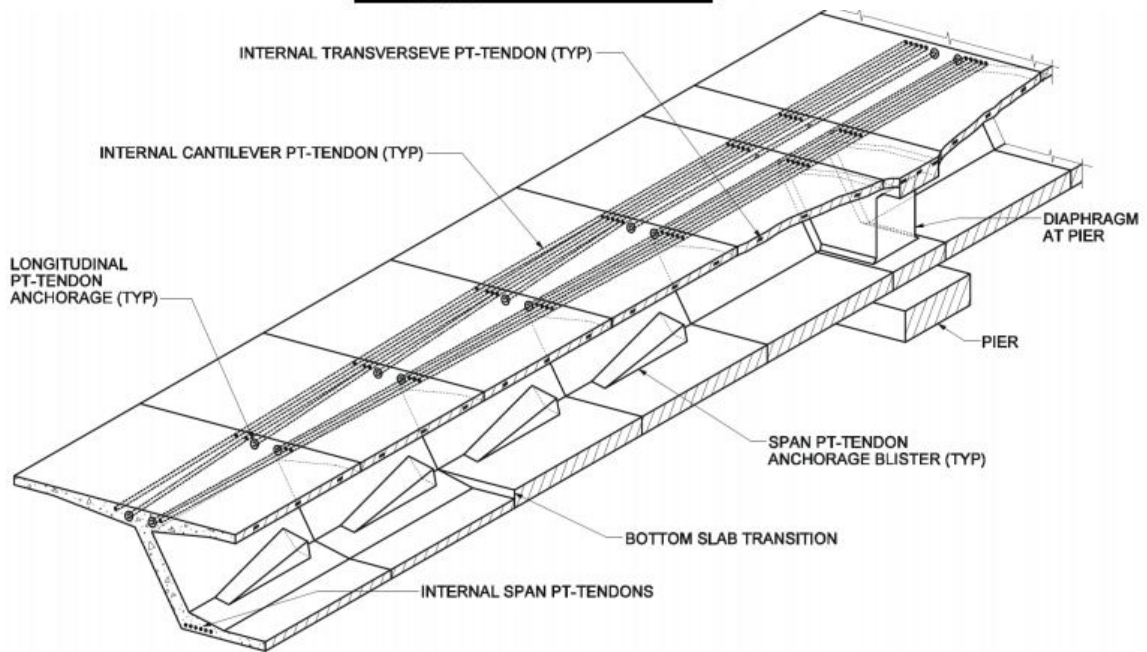 INTERNAL TRANSVERSEVE PT-TENDON (TYP)
INTERNAL CANTILEVER PT-TENDON (TYP)
LONGITUDINAL
PT-TENDON
ANCHORAGE (TYP)
DIAPHRAGM
AT PIER
PIER
SPAN PT-TENDON
ANCHORAGE BLISTER (TYP)
BOTTOM SLAB TRANSITION
INTERNAL SPAN PT-TENDONS